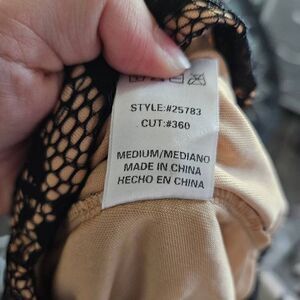 STYLE:#25783
CUT:#360
MEDIUM/MEDIANO
MADE IN CHINA
HECHO EN CHINA